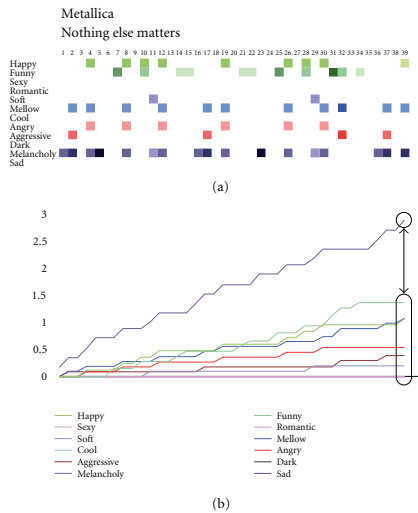 Metallica
Nothing else matters
1 2 3 4 5 6 7 8 9 10 11 12 13 14 15 16 17 18 19 20 21 22 23 24 25 26 27 28 29 30 31 32 33 34 35 36 37 38 39
Happy
Funny
Sexy
Romantic
Soft
Mellow
Cool
Angry
Aggressive
Dark
Melancholy
Sad
(a)
3
2.5
2
1.5
1
0.5
0
Happy Funny
Sexy Romantic
Soft Mellow
Cool Angry
Aggressive Dark
Melancholy Sad
(b)